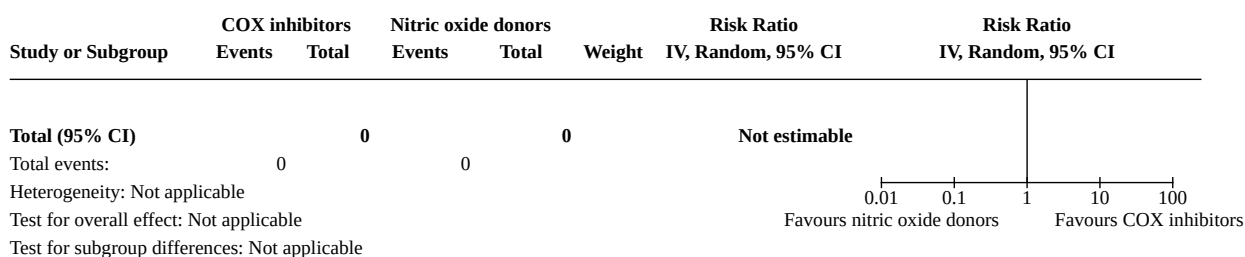 COX inhibitors Nitric oxide donors Risk Ratio Risk Ratio
Study or Subgroup Events Total Events Total Weight IV, Random, 95% CI IV, Random, 95% CI
Total (95% CI) 0 0 Not estimable
Total events: 0 0
Heterogeneity: Not applicable
0.01 0.1 1 10 100
Test for overall effect: Not applicable Favours nitric oxide donors Favours COX inhibitors
Test for subgroup differences: Not applicable